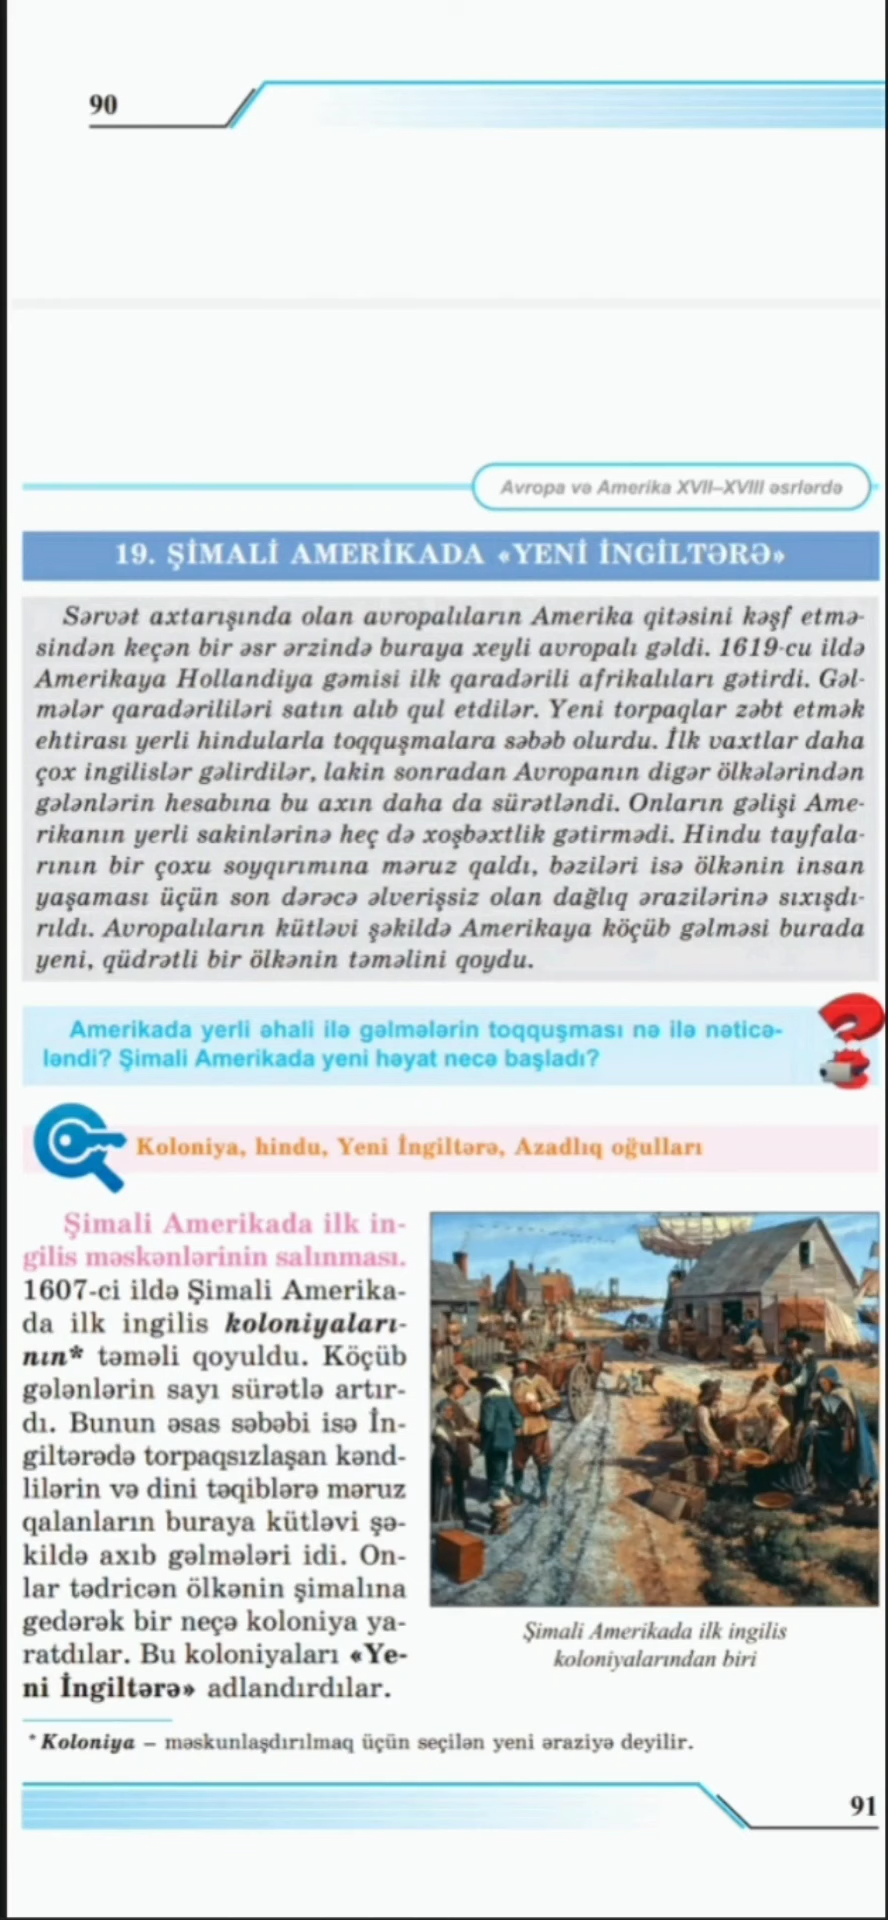 90
Avropa və Amerika XVII–XVIII əsrlərdə
19. ŞİMALİ AMERİKADA «YENİ İNGİLTƏRƏ»
Sərvət axtarışında olan avropalıların Amerika qitəsini kəşf etmə-
sindən keçən bir əsr ərzində buraya xeyli avropalı gəldi. 1619-cu ildə
Amerikaya Hollandiya gəmisi ilk qaradərili afrikalıları gətirdi. Gəl-
mələr qaradərililəri satın alıb qul etdilər. Yeni torpaqlar zəbt etmək
ehtirası yerli hindularla toqquşmalara səbəb olurdu. İlk vaxtlar daha
çox ingilislər gəlirdilər, lakin sonradan Avropanın digər ölkələrindən
gələnlərin hesabına bu axın daha da sürətləndi. Onların gəlişi Ame-
rikanın yerli sakinlərinə heç də xoşbəxtlik gətirmədi. Hindu tayfala-
rının bir çoxu soyqırımına məruz qaldı, bəziləri isə ölkənin insan
yaşaması üçün son dərəcə əlverişsiz olan dağlıq ərazilərinə sıxışdı-
rıldı. Avropalıların kütləvi şəkildə Amerikaya köçüb gəlməsi burada
yeni, qüdrətli bir ölkənin təməlini qoydu.
Amerikada yerli əhali ilə gəlmələrin toqquşması nə ilə nəticə-
ləndi? Şimali Amerikada yeni həyat necə başladı?
Koloniya, hindu, Yeni İngiltərə, Azadlıq oğulları
Şimali Amerikada ilk in-
gilis məskənlərinin salınması.
1607-ci ildə Şimali Amerika-
da ilk ingilis koloniyaları-
nın* təməli qoyuldu. Köçüb
gələnlərin sayı sürətlə artır-
dı. Bunun əsas səbəbi isə İn-
giltərədə torpaqsızlaşan kənd-
lilərin və dini təqiblərə məruz
qalanların buraya kütləvi şə-
kildə axıb gəlmələri idi. On-
lar tədricən ölkənin şimalına
gedərək bir neçə koloniya ya-
ratdılar. Bu koloniyaları «Ye-
ni İngiltərə» adlandırdılar.
Şimali Amerikada ilk ingilis
koloniyalarından biri
* Koloniya – məskunlaşdırılmaq üçün seçilən yeni əraziyə deyilir.
91